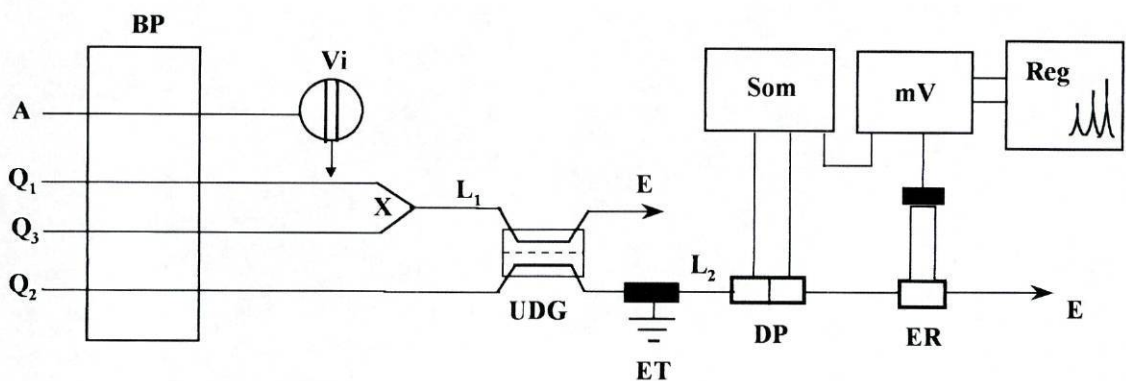 BP
Vi
A
Som
mV
Reg
Q₁
X
L₁
E
Q₃
Q₂
UDG
L₂
ET
DP
ER
E